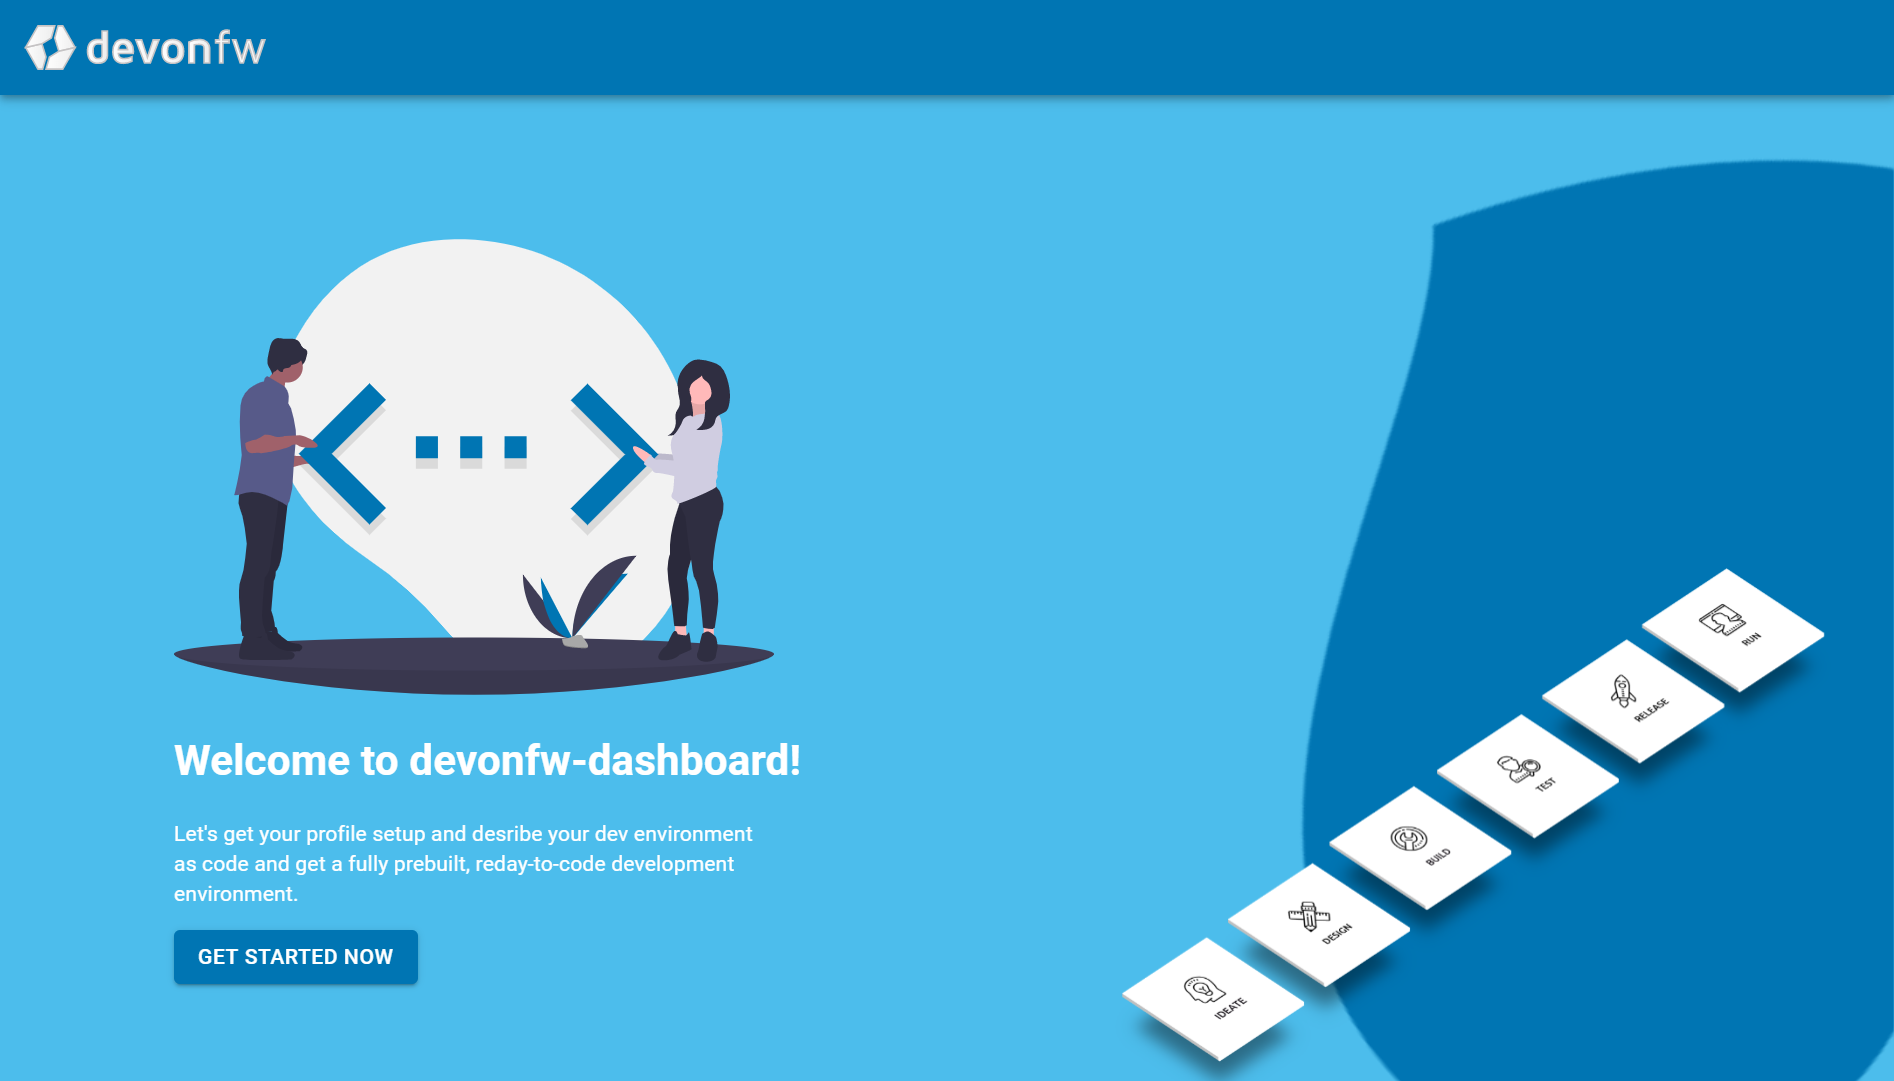 devonfw
Welcome to devonfw-dashboard!
Let's get your profile setup and desribe your dev environment
as code and get a fully prebuilt, reday-to-code development
environment.
GET STARTED NOW
RUN
RELEASE
TEST
BUILD
DESIGN
IDEATE